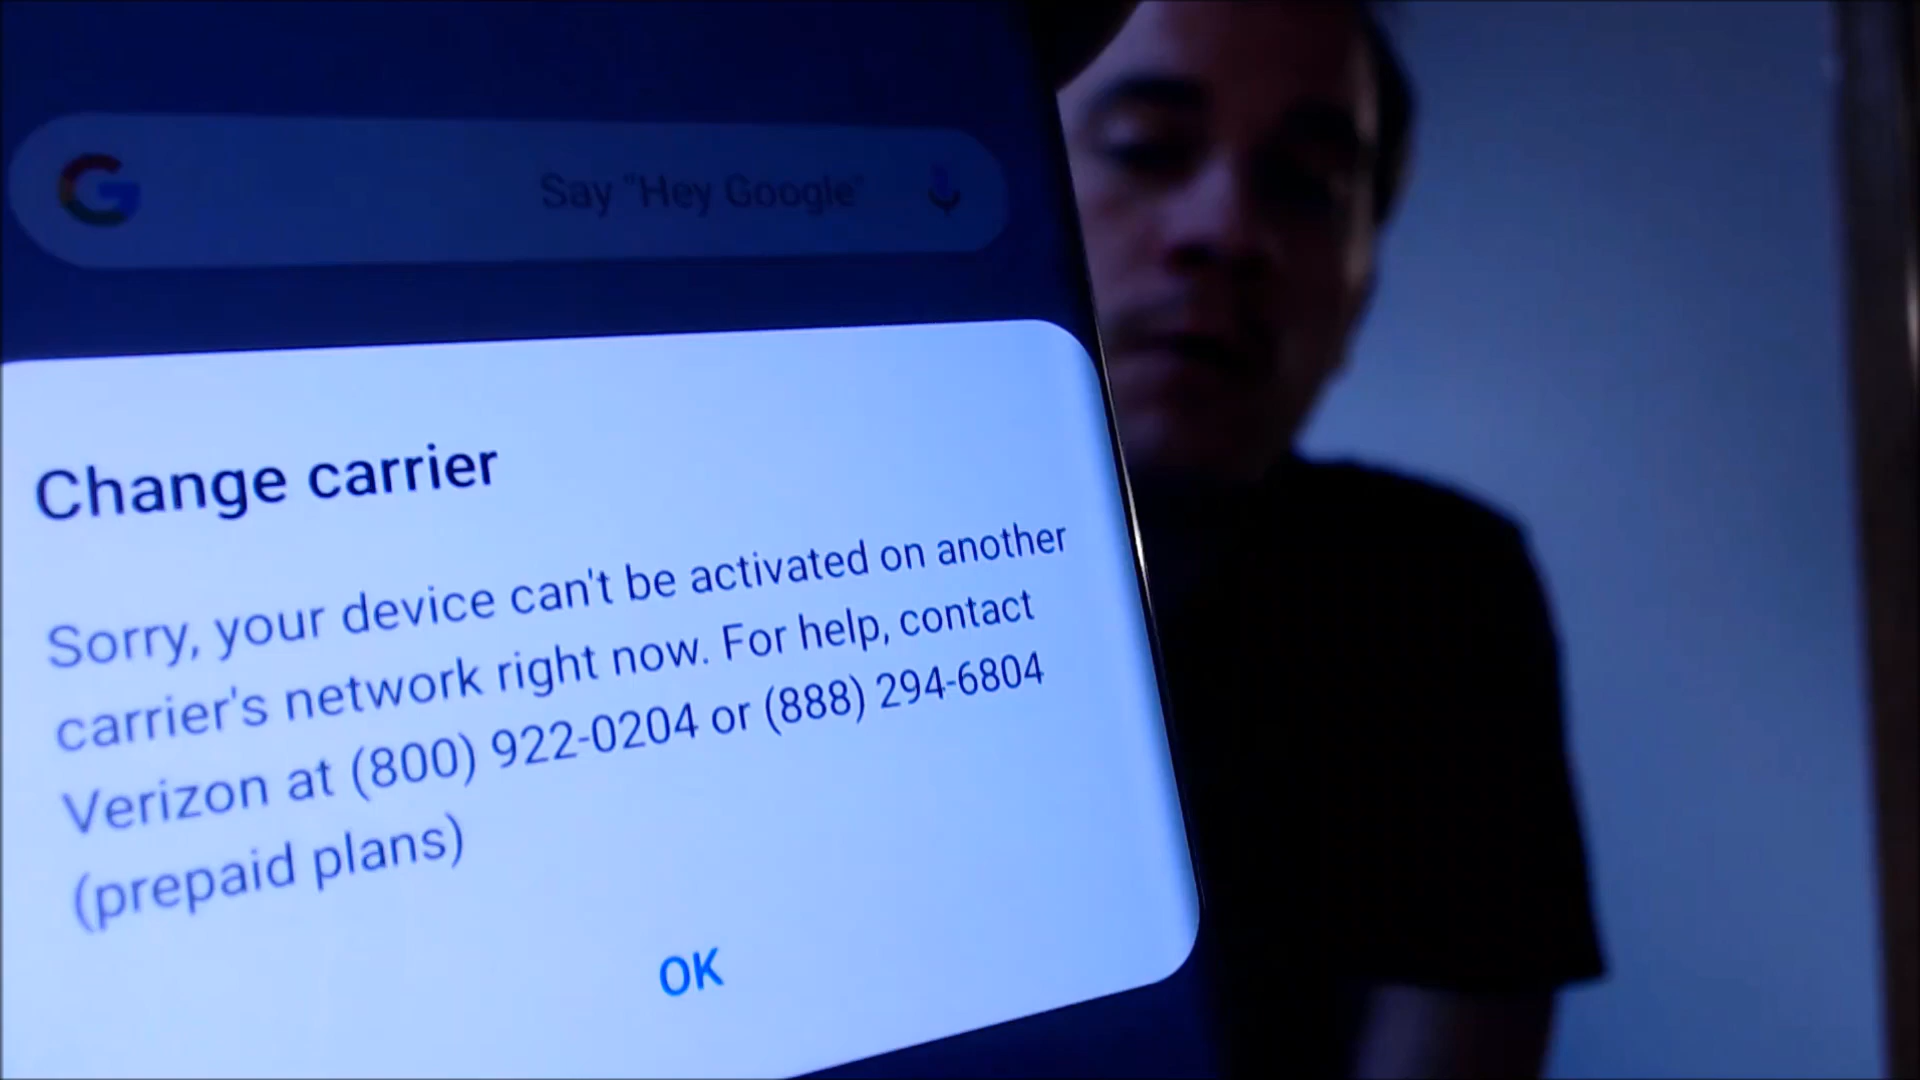 G
Say "Hey Google"
Change carrier
Sorry, your device can't be activated on another
carrier's network right now. For help, contact
Verizon at (800) 922-0204 or (888) 294-6804
(prepaid plans)
OK